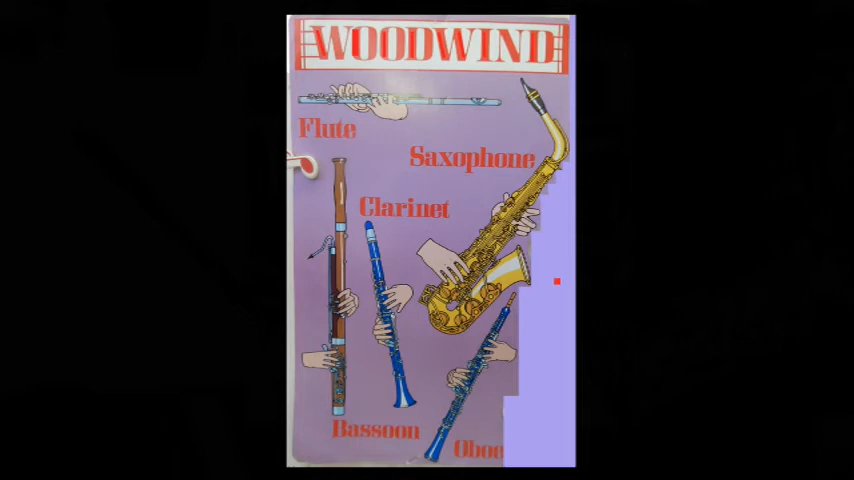 WOODWIND
Flute
Saxophone
Clarinet
Bassoon
Oboe